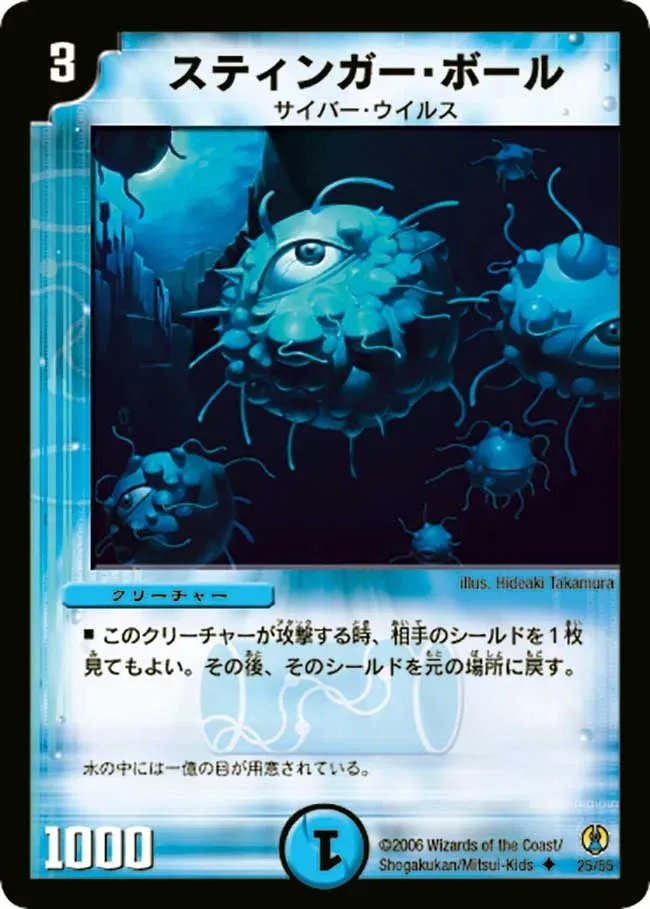 3
スティンガー・ボール
サイバー・ウイルス
illus. Hideaki Takamura
クリーチャー
■ このクリーチャーが攻撃する時、相手のシールドを1枚
見てもよい。その後、そのシールドを元の場所に戻す。
水の中には一億の目が用意されている。
1000
1
©2006 Wizards of the Coast/
Shogakukan/Mitsui-Kids
25/55